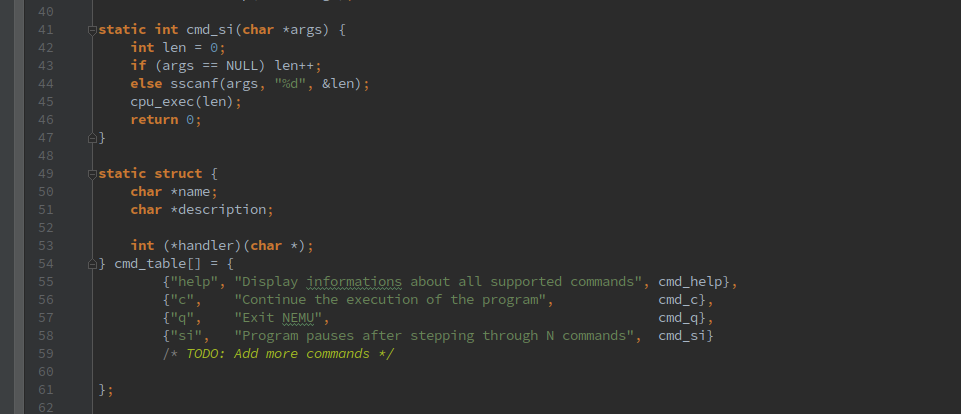 40
41 static int cmd_si(char *args) {
42     int len = 0;
43     if (args == NULL) len++;
44     else sscanf(args, "%d", &len);
45     cpu_exec(len);
46     return 0;
47 }
48
49 static struct {
50     char *name;
51     char *description;
52
53     int (*handler)(char *);
54 } cmd_table[] = {
55         {"help", "Display informations about all supported commands", cmd_help},
56         {"c",    "Continue the execution of the program",             cmd_c},
57         {"q",    "Exit NEMU",                                         cmd_q},
58         {"si",   "Program pauses after stepping through N commands",  cmd_si}
59         /* TODO: Add more commands */
60
61 };
62